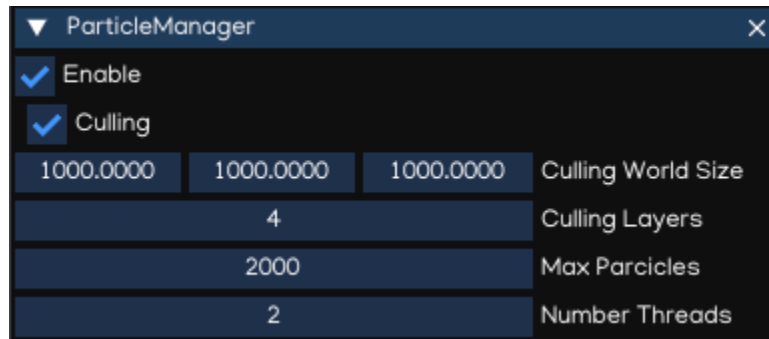 ParticleManager
Enable
Culling
1000.0000 1000.0000 1000.0000 Culling World Size
4 Culling Layers
2000 Max Parcicles
2 Number Threads